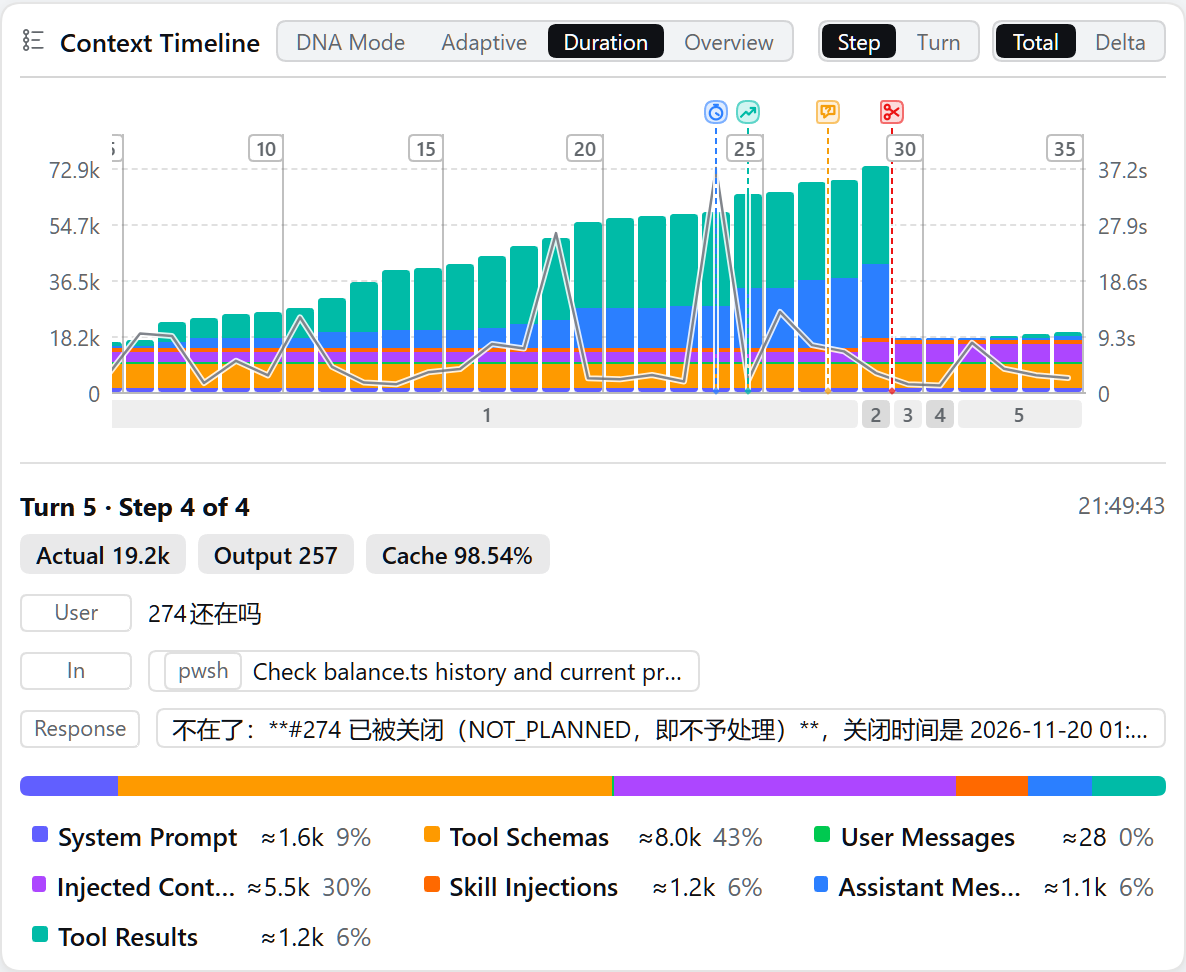 Context Timeline DNA Mode Adaptive Duration Overview Step Turn Total Delta
10 15 20 25 30 35
72.9k 37.2s
54.7k 27.9s
36.5k 18.6s
18.2k 9.3s
0 0
1 2 3 4 5
Turn 5 · Step 4 of 4 21:49:43
Actual 19.2k Output 257 Cache 98.54%
User 274还在吗
In pwsh Check balance.ts history and current pr...
Response 不在了：**#274 已被关闭（NOT_PLANNED，即不予处理）**，关闭时间是 2026-11-20 01:...
System Prompt ≈1.6k 9% Tool Schemas ≈8.0k 43% User Messages ≈28 0%
Injected Cont... ≈5.5k 30% Skill Injections ≈1.2k 6% Assistant Mes... ≈1.1k 6%
Tool Results ≈1.2k 6%